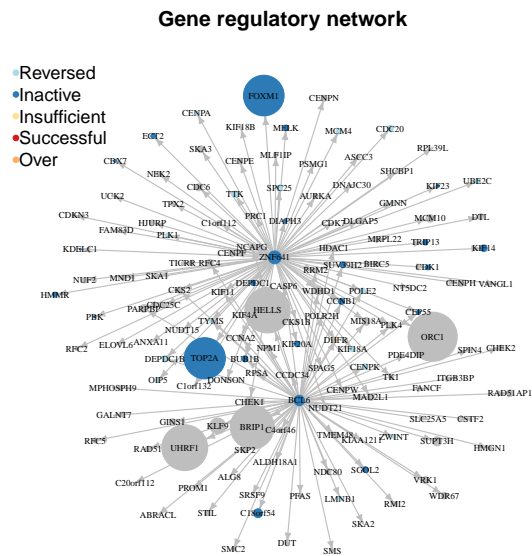 Gene regulatory network
Reversed
Inactive
Insufficient
Successful
Over
FOXM1
CENPN
CENPA
KIF18B
MELK
MCM4
CDC20
ECT2
SKA3
MLF1IP
RPL39L
CBX7
CENPE
PSMG1
ASCC3
SHCBP1
NEK2
CDC6
TTK
SPC25
DNAJC30
KIF23
UBE2C
UCK2
TPX2
AURKA
GMNN
CDKN3
HJURP
C1orf112
PRC1
DIAPH3
CDK7
DLGAP5
MCM10
DTL
FAM83D
PLK1
MRPL22
TRIP13
KDELC1
CENPF
NCAPG
ZNF641
HDAC1
KIF14
TICRR
RFC4
SUV39H2
BIRC5
CDK1
NUF2
MND1
SKA1
RRM2
HMMR
CKS2
KIF11
DEPDC1
CASP6
WDHD1
POLE2
NT5DC2
CENPH
VANGL1
PBK
PARPBP
CDC25C
HELLS
CCNB1
CEP55
TYMS
KIF4A
POLR2H
MIS18A
PLK4
ORC1
NUDT15
CKS1B
RFC2
ELOVL6
ANXA11
CCNA2
NPM1
KIF20A
DHFR
KIF18A
PDE4DIP
SPIN4
CHEK2
DEPDC1B
TOP2A
BUB1B
CCDC34
SPAG5
CENPK
OIP5
C1orf132
DONSON
RPSA
TK1
ITGB3BP
MPHOSPH9
CENPW
FANCF
RAD51AP1
CHEK1
BCL6
MAD2L1
GALNT7
NUDT21
GINS1
KLF9
BRIP1
C4orf46
TMEM48
SLC25A5
CSTF2
RFC5
RAD51
UHRF1
SKP2
KIAA1217
ZWINT
SUPT3H
HMGN1
ALDH18A1
NDC80
SGOL2
C20orf112
PROM1
ALG8
SRSF9
PFAS
LMNB1
VRK1
WDR67
ABRACL
STIL
C18orf54
RMI2
SKA2
SMC2
DUT
SMS